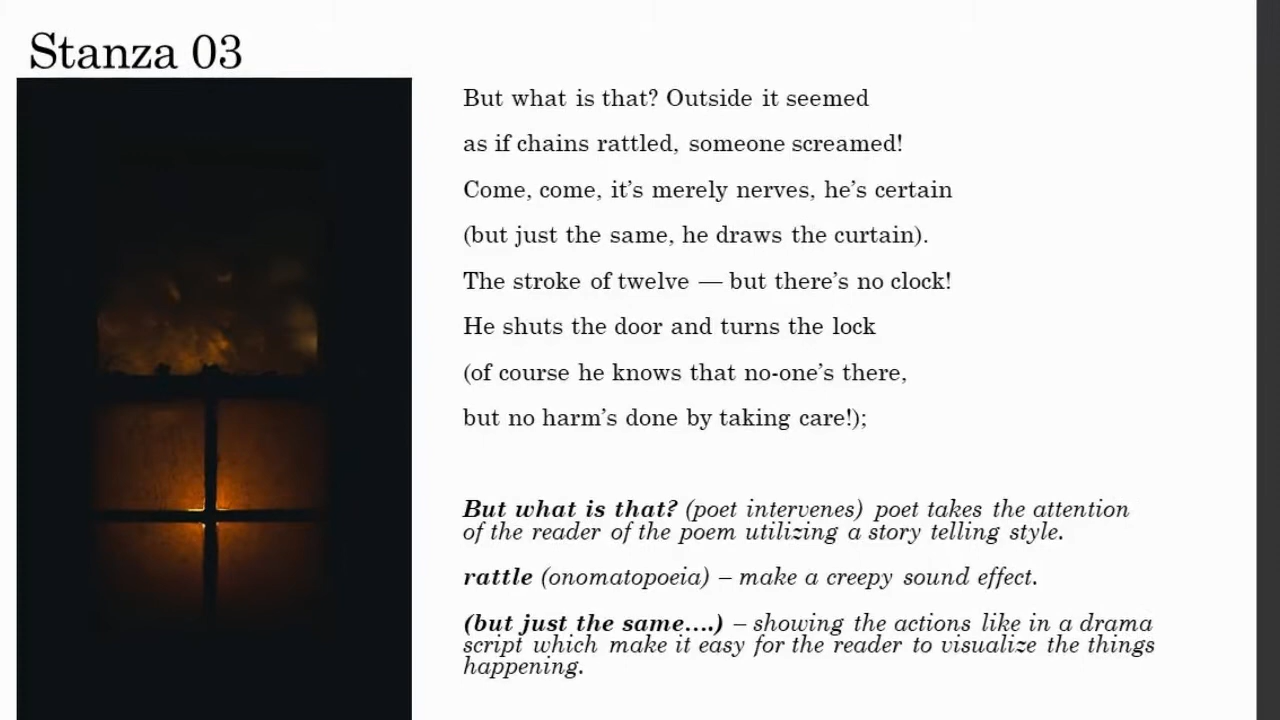 Stanza 03
But what is that? Outside it seemed
as if chains rattled, someone screamed!
Come, come, it’s merely nerves, he’s certain
(but just the same, he draws the curtain).
The stroke of twelve — but there’s no clock!
He shuts the door and turns the lock
(of course he knows that no-one’s there,
but no harm’s done by taking care!);
But what is that? (poet intervenes) poet takes the attention
of the reader of the poem utilizing a story telling style.
rattle (onomatopoeia) – make a creepy sound effect.
(but just the same....) – showing the actions like in a drama
script which make it easy for the reader to visualize the things
happening.